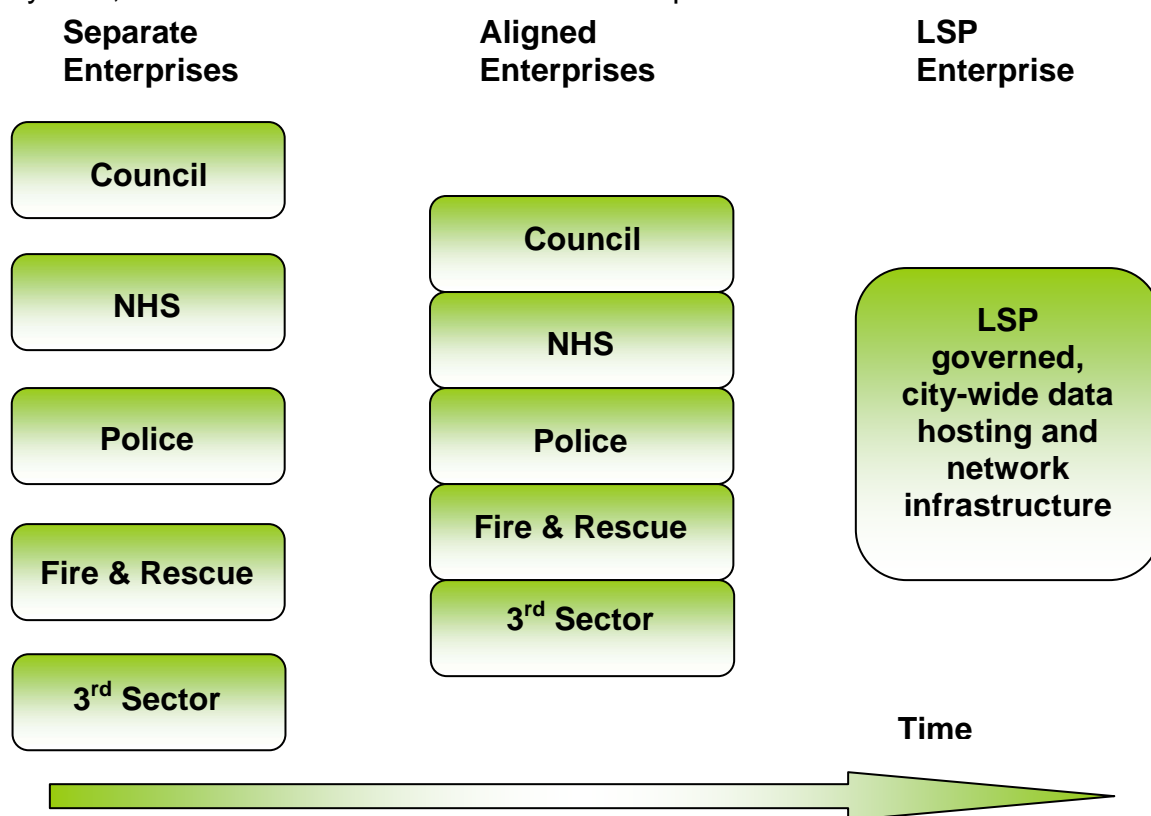 Separate
Enterprises
Aligned
Enterprises
LSP
Enterprise
Council
NHS
Police
Fire & Rescue
3rd Sector
Council
NHS
Police
Fire & Rescue
3rd Sector
LSP
governed,
city-wide data
hosting and
network
infrastructure
Time